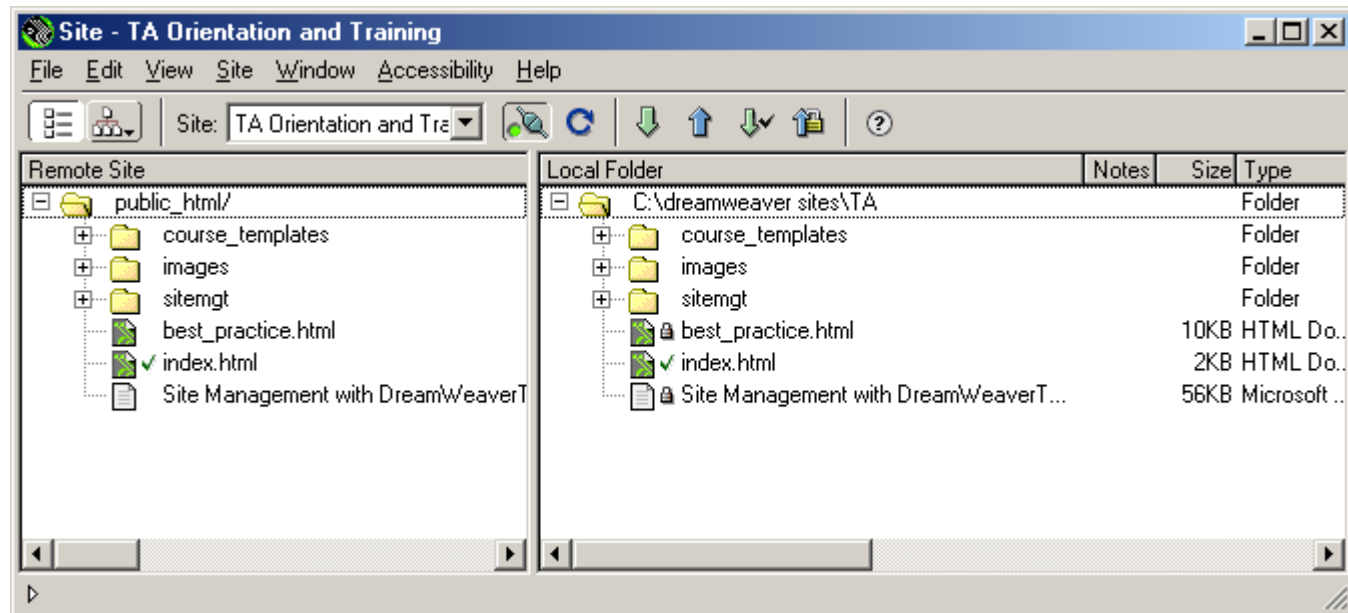 Site - TA Orientation and Training
File Edit View Site Window Accessibility Help
Site: TA Orientation and Tra
Remote Site
public_html/
course_templates
images
sitemgt
best_practice.html
index.html
Site Management with DreamWeaverT
Local Folder Notes Size Type
C:\dreamweaver sites\TA Folder
course_templates Folder
images Folder
sitemgt Folder
best_practice.html 10KB HTML Do..
index.html 2KB HTML Do..
Site Management with DreamWeaverT... 56KB Microsoft ..